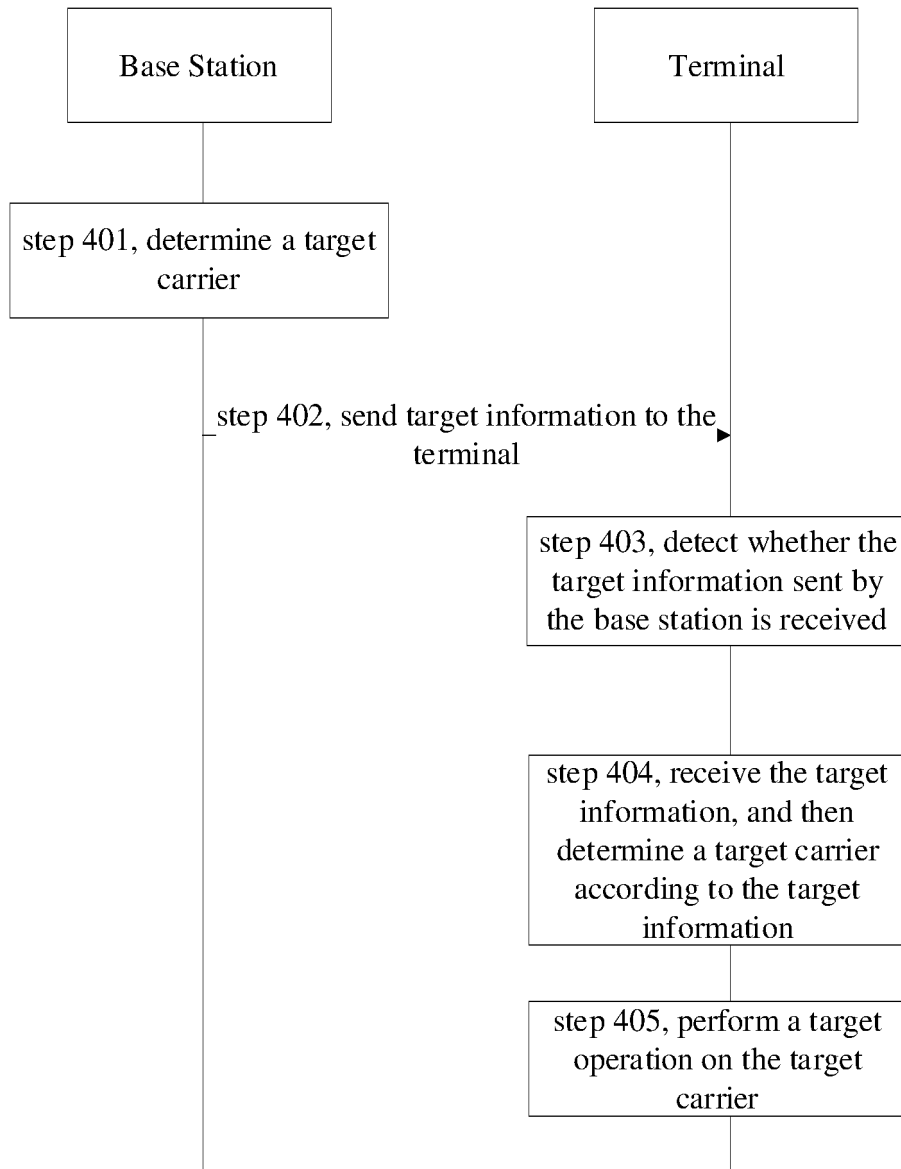 Base Station
Terminal
step 401, determine a target
carrier
step 402, send target information to the
terminal
step 403, detect whether the
target information sent by
the base station is received
step 404, receive the target
information, and then
determine a target carrier
according to the target
information
step 405, perform a target
operation on the target
carrier